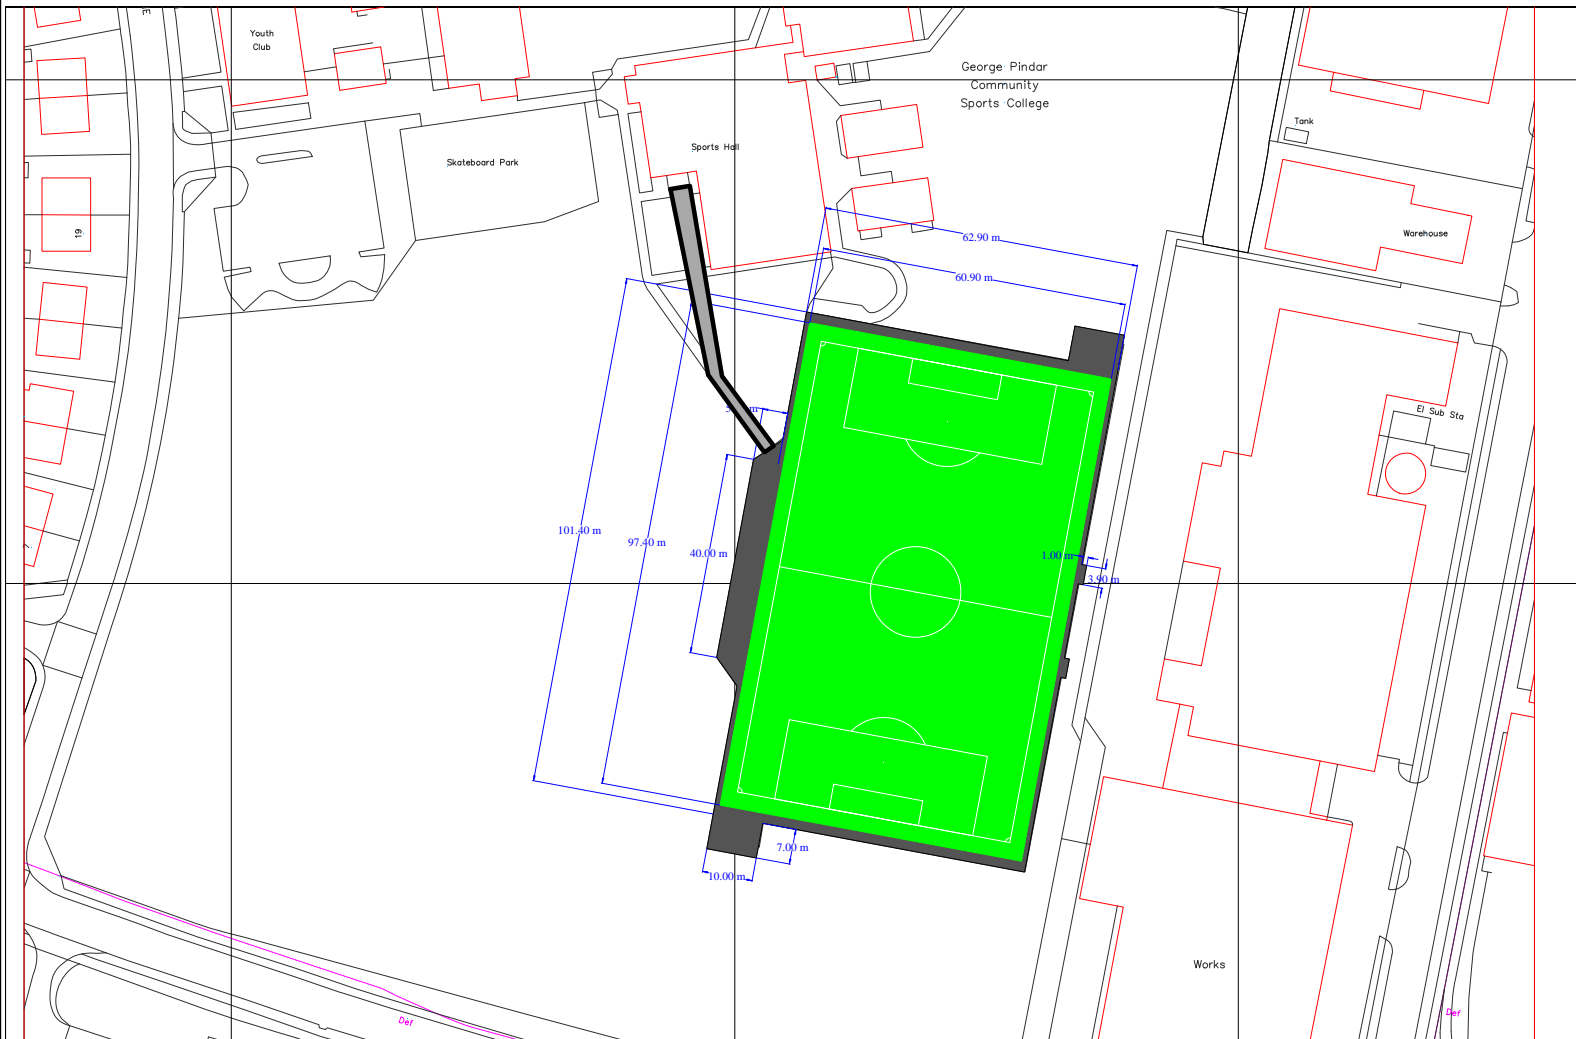 E
Youth
Club
George Pindar
Community
Sports College
Tank
Skateboard Park
Sports Hall
19
Warehouse
62.90 m
60.90 m
El Sub Sta
101.40 m
97.40 m
40.00 m
1.00 m
3.90 m
7.00 m
10.00 m
Works
Def
Def